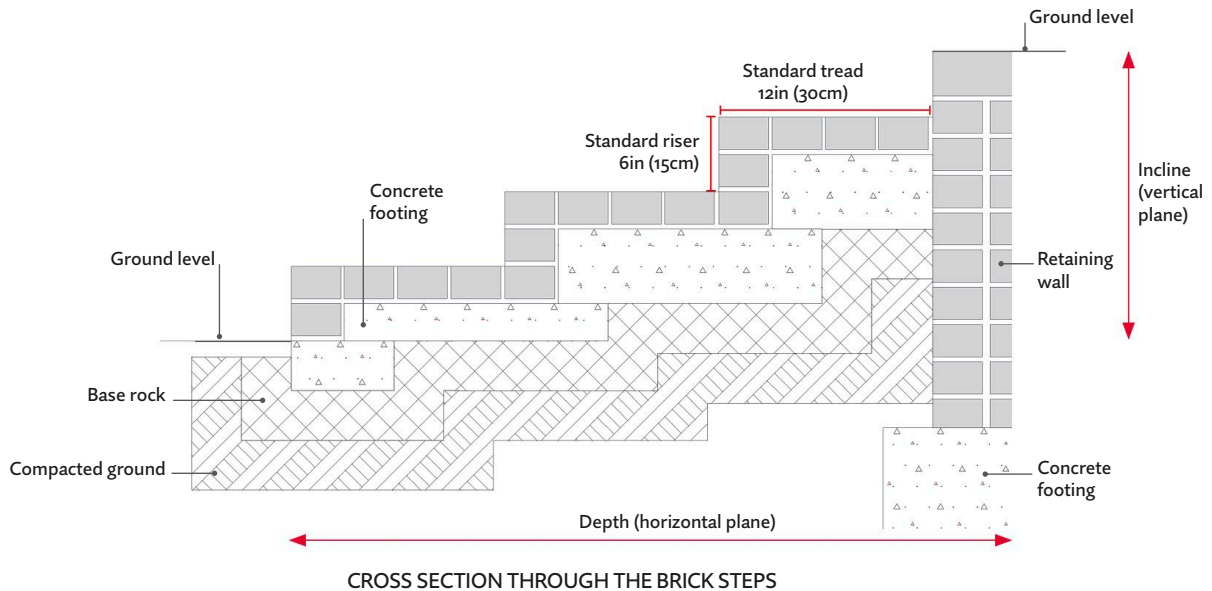 Ground level
Standard tread
12in (30cm)
Standard riser
6in (15cm)
Incline
(vertical
plane)
Concrete
footing
Ground level
Retaining
wall
Base rock
Compacted ground
Concrete
footing
Depth (horizontal plane)
CROSS SECTION THROUGH THE BRICK STEPS